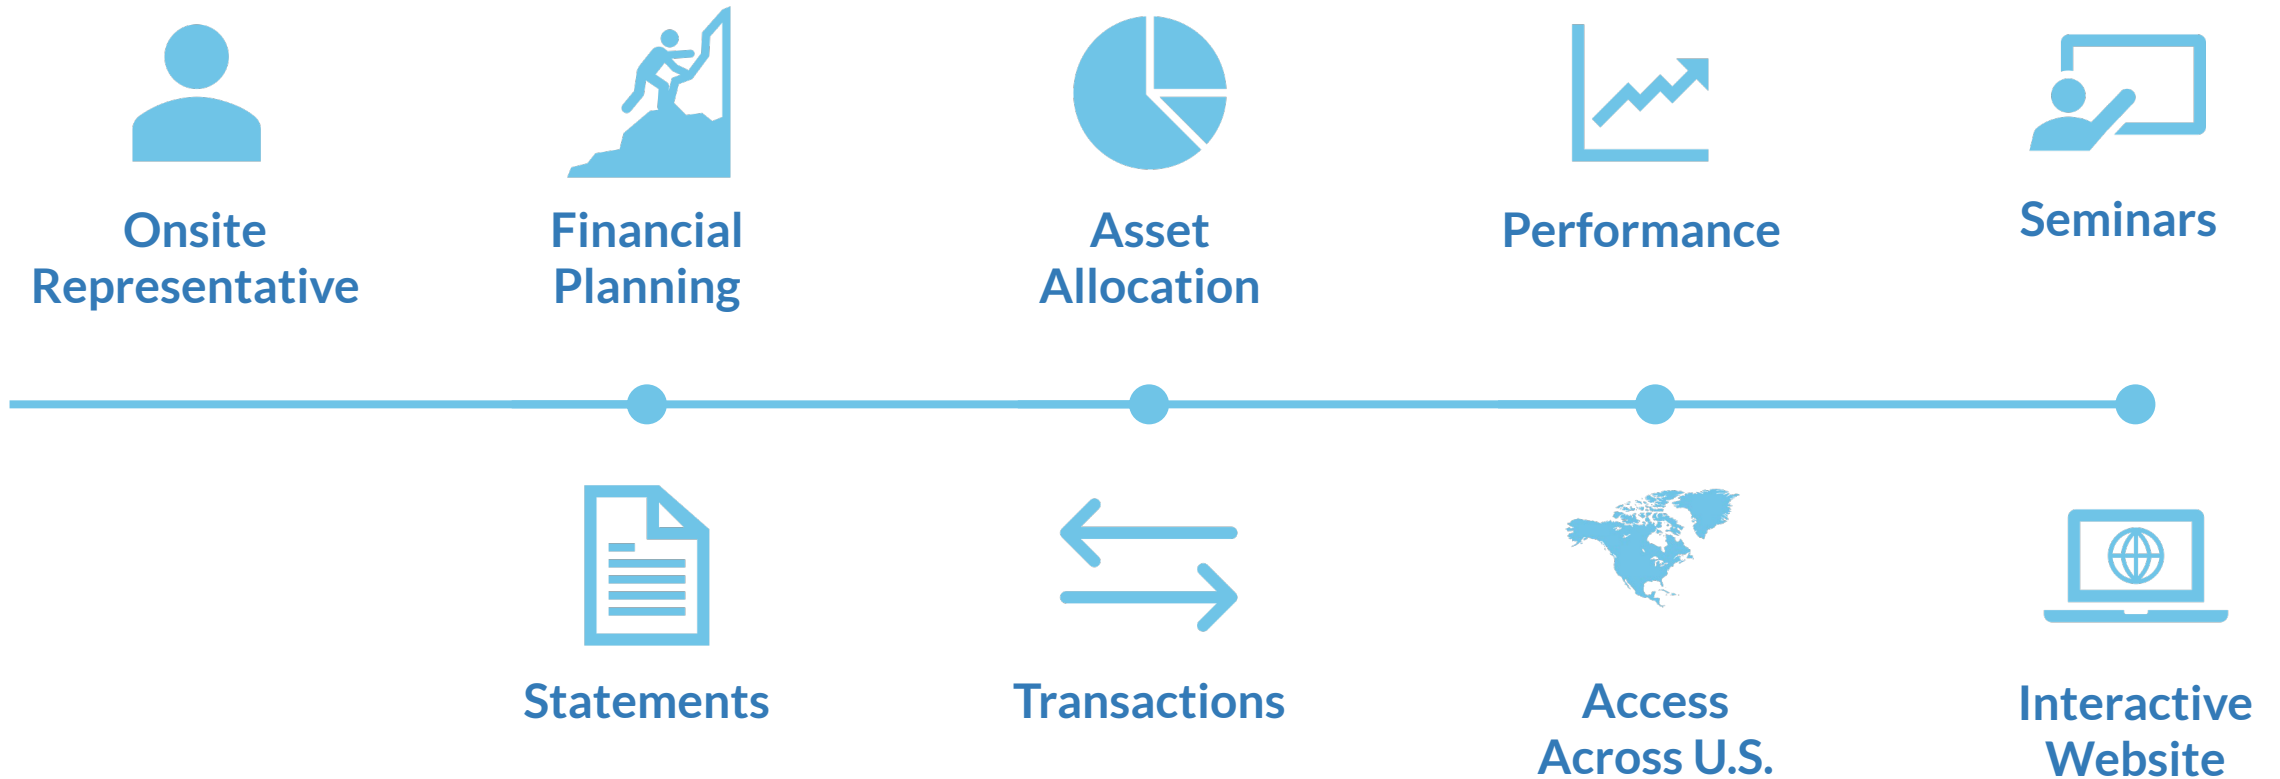 Onsite
Representative
Financial
Planning
Asset
Allocation
Performance
Seminars
Statements
Transactions
Access
Across U.S.
Interactive
Website